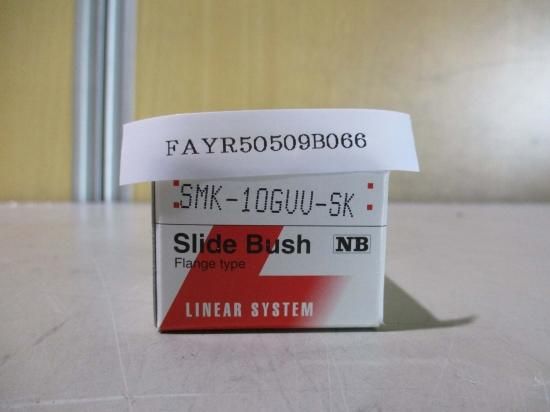 FAYR50509B066
SMK-10GUU-SK
Slide Bush NB
Flange type
LINEAR SYSTEM